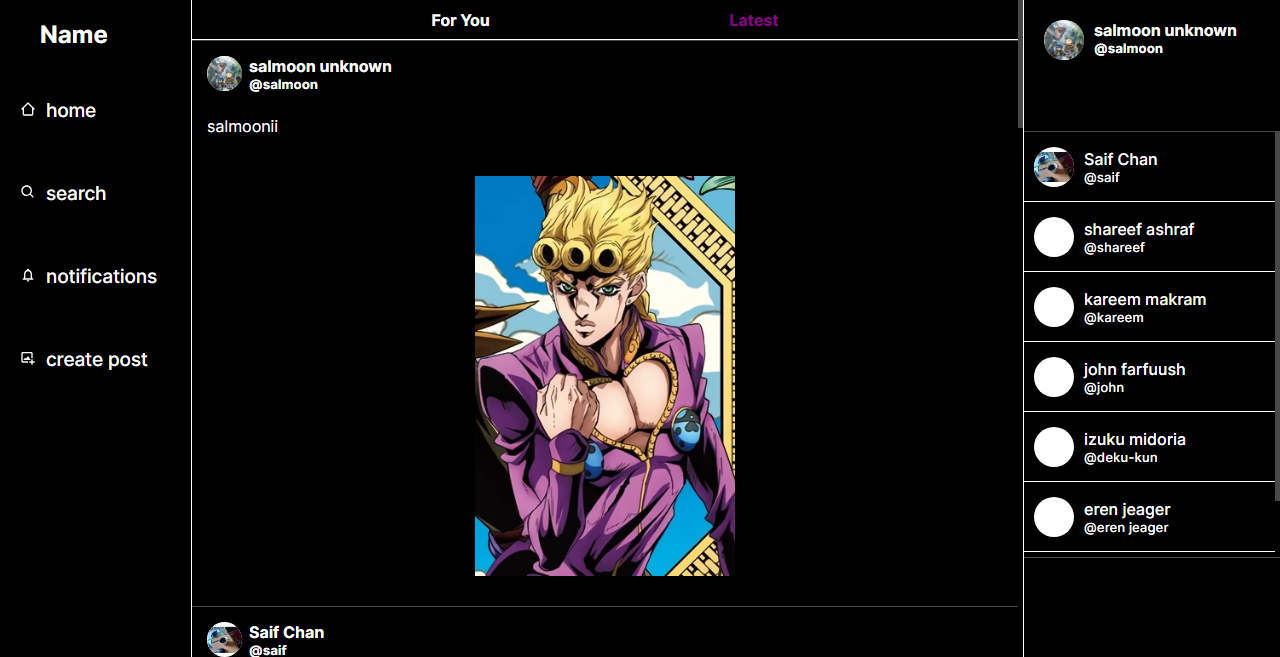 Name
home
search
notifications
create post
For You
Latest
salmoon unknown
@salmoon
salmoonii
Saif Chan
@saif
salmoon unknown
@salmoon
Saif Chan
@saif
shareef ashraf
@shareef
kareem makram
@kareem
john farfuush
@john
izuku midoria
@deku-kun
eren jeager
@eren jeager